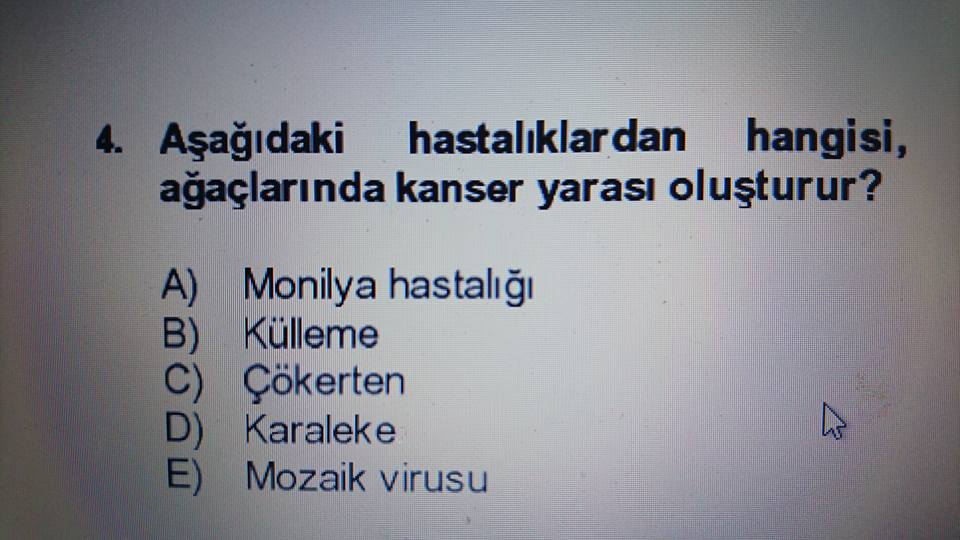 4. Aşağıdaki hastalıklardan hangisi,
ağaçlarında kanser yarası oluşturur?
A) Monilya hastalığı
B) Külleme
C) Çökerten
D) Karaleke
E) Mozaik virusu